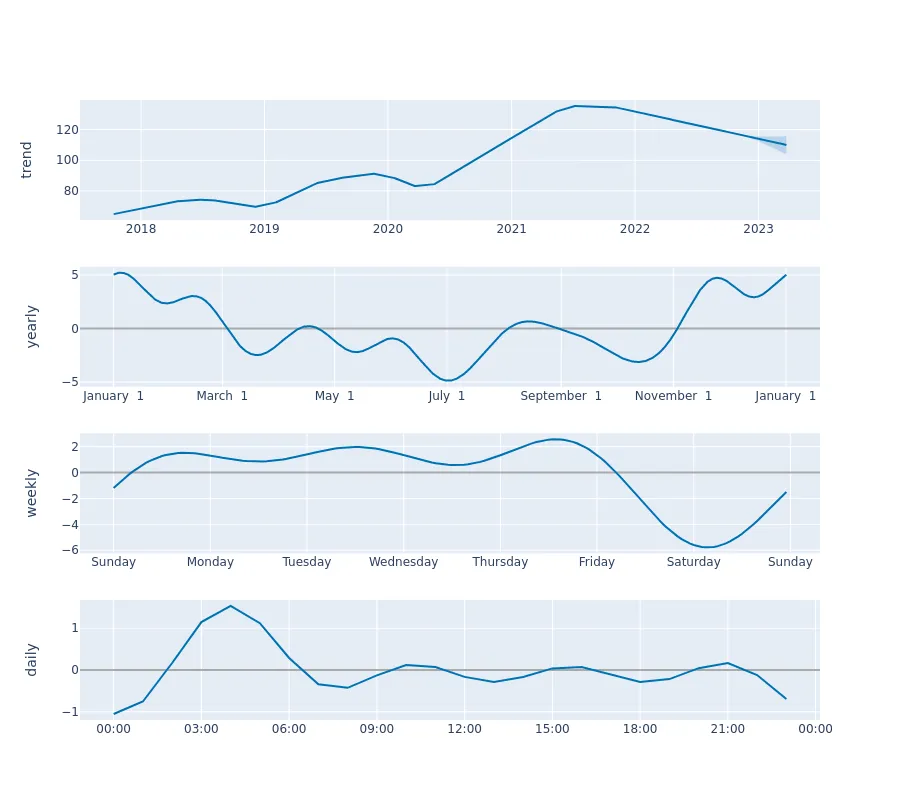 trend
120
100
80
2018 2019 2020 2021 2022 2023
yearly
5
0
−5
January 1 March 1 May 1 July 1 September 1 November 1 January 1
weekly
2
0
−2
−4
−6
Sunday Monday Tuesday Wednesday Thursday Friday Saturday Sunday
daily
1
0
−1
00:00 03:00 06:00 09:00 12:00 15:00 18:00 21:00 00:00